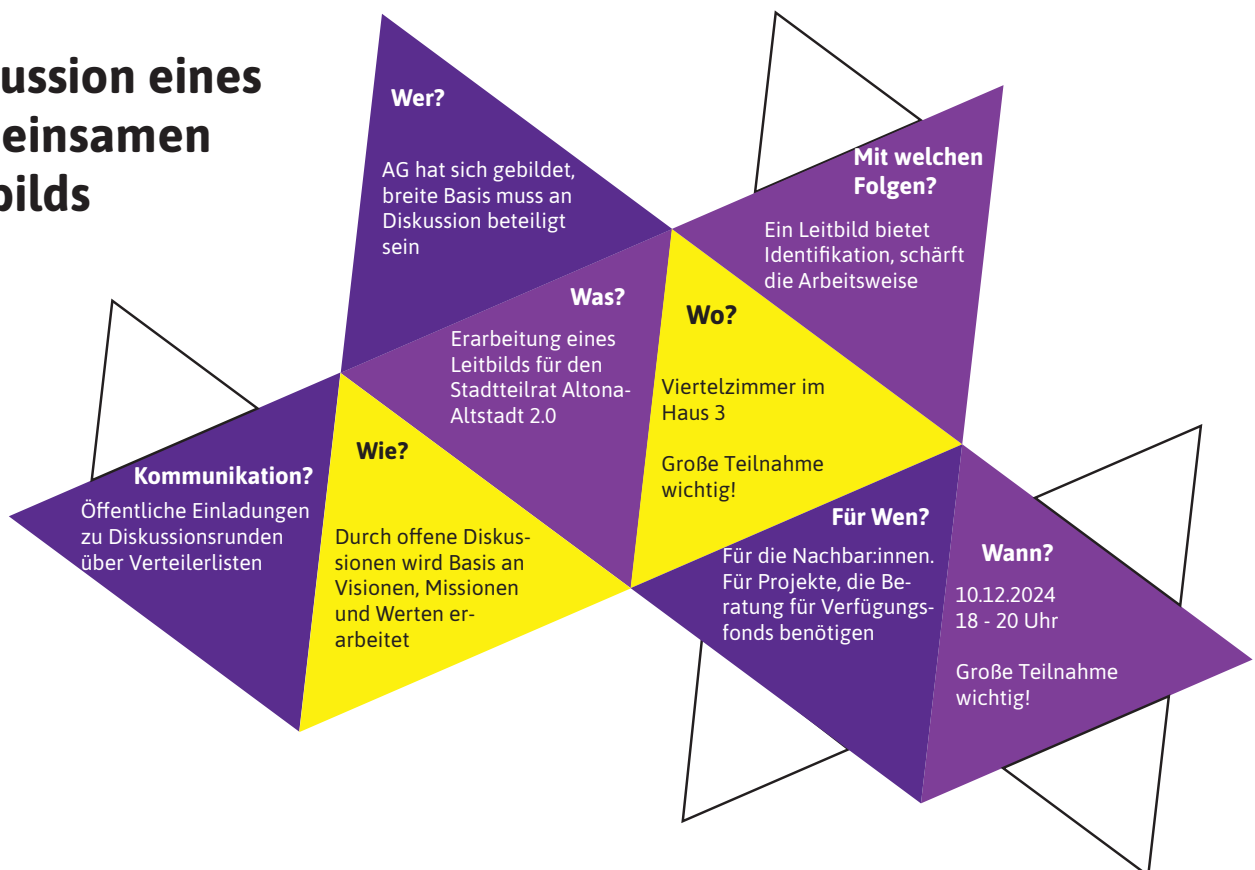 ussion eines
einsamen
bilds
Wer?
AG hat sich gebildet,
breite Basis muss an
Diskussion beteiligt
sein
Mit welchen
Folgen?
Ein Leitbild bietet
Identifikation, schärft
die Arbeitsweise
Was?
Erarbeitung eines
Leitbilds für den
Stadtteilrat Altona-
Altstadt 2.0
Wo?
Viertelzimmer im
Haus 3
Große Teilnahme
wichtig!
Kommunikation?
Öffentliche Einladungen
zu Diskussionsrunden
über Verteilerlisten
Wie?
Durch offene Diskus-
sionen wird Basis an
Visionen, Missionen
und Werten er-
arbeitet
Für Wen?
Für die Nachbar:innen.
Für Projekte, die Be-
ratung für Verfügungs-
fonds benötigen
Wann?
10.12.2024
18 - 20 Uhr
Große Teilnahme
wichtig!